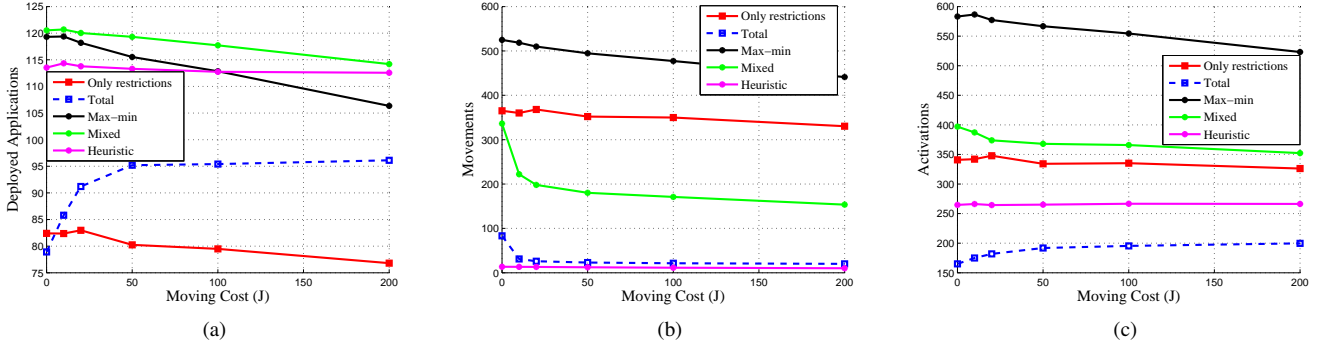 125
120
115
110
105
100
95
90
85
80
75
Deployed Applications
Only restrictions
Total
Max−min
Mixed
Heuristic
0
50
100
150
200
Moving Cost (J)
(a)
600
500
400
300
200
100
0
Movements
Only restrictions
Total
Max−min
Mixed
Heuristic
0
50
100
150
200
Moving Cost (J)
(b)
600
550
500
450
400
350
300
250
200
150
Activations
Only restrictions
Total
Max−min
Mixed
Heuristic
0
50
100
150
200
Moving Cost (J)
(c)